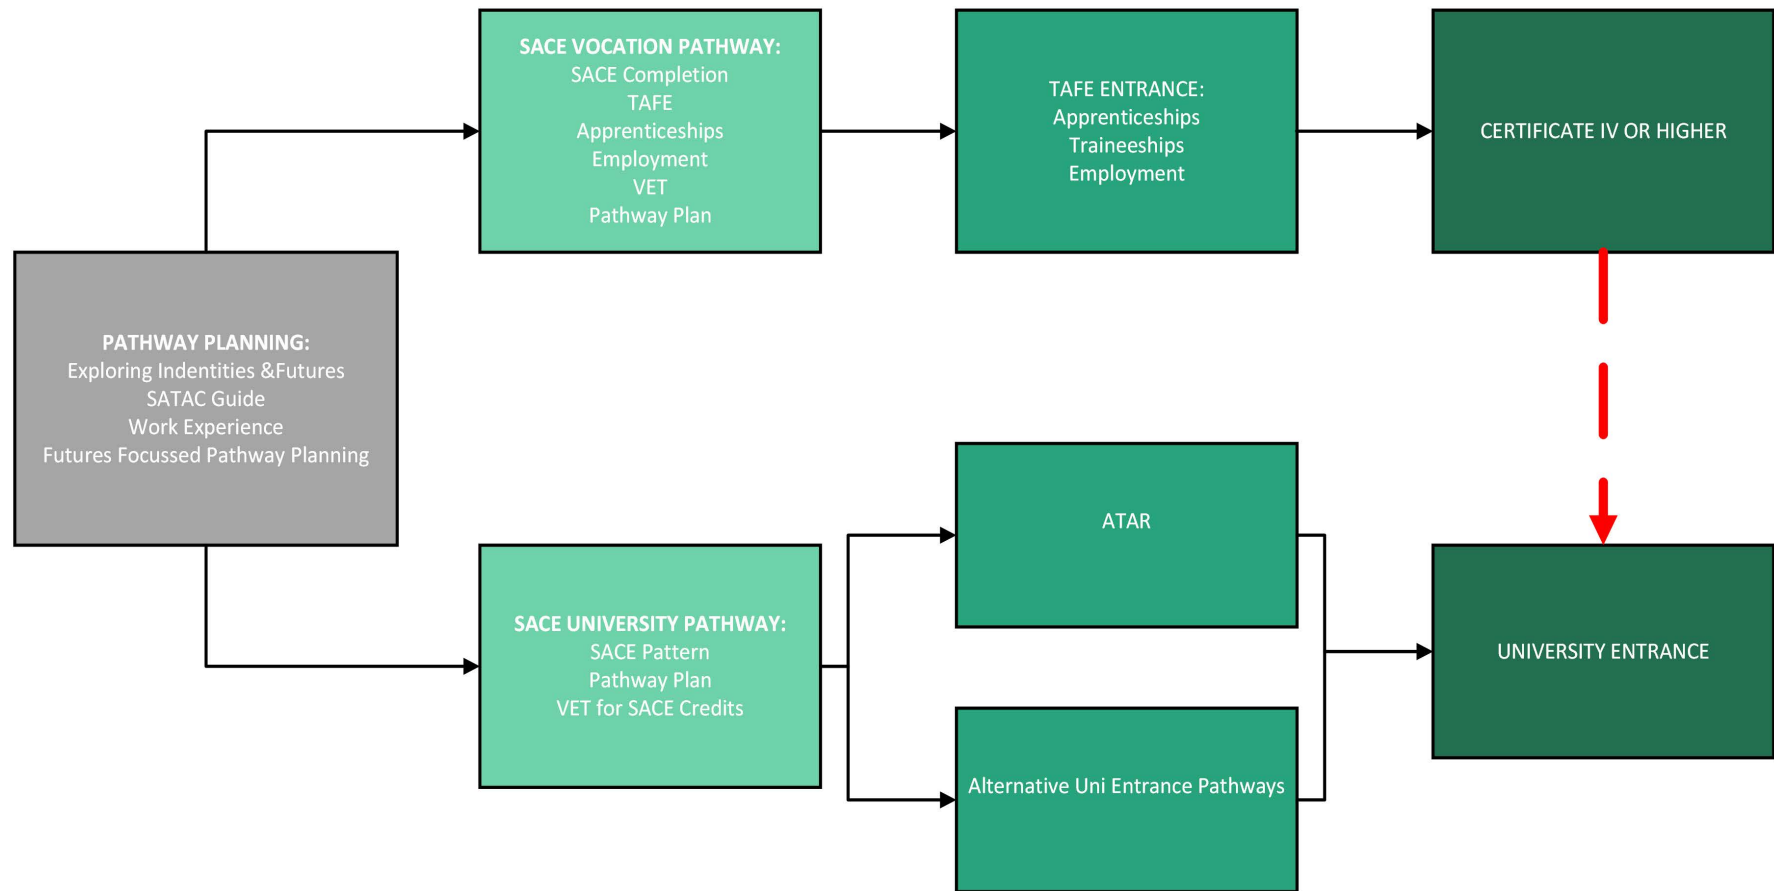 SACE VOCATION PATHWAY:
SACE Completion
TAFE
Apprenticeships
Employment
VET
Pathway Plan
TAFE ENTRANCE:
Apprenticeships
Traineeships
Employment
CERTIFICATE IV OR HIGHER
PATHWAY PLANNING:
Exploring Indentities &Futures
SATAC Guide
Work Experience
Futures Focussed Pathway Planning
SACE UNIVERSITY PATHWAY:
SACE Pattern
Pathway Plan
VET for SACE Credits
ATAR
Alternative Uni Entrance Pathways
UNIVERSITY ENTRANCE